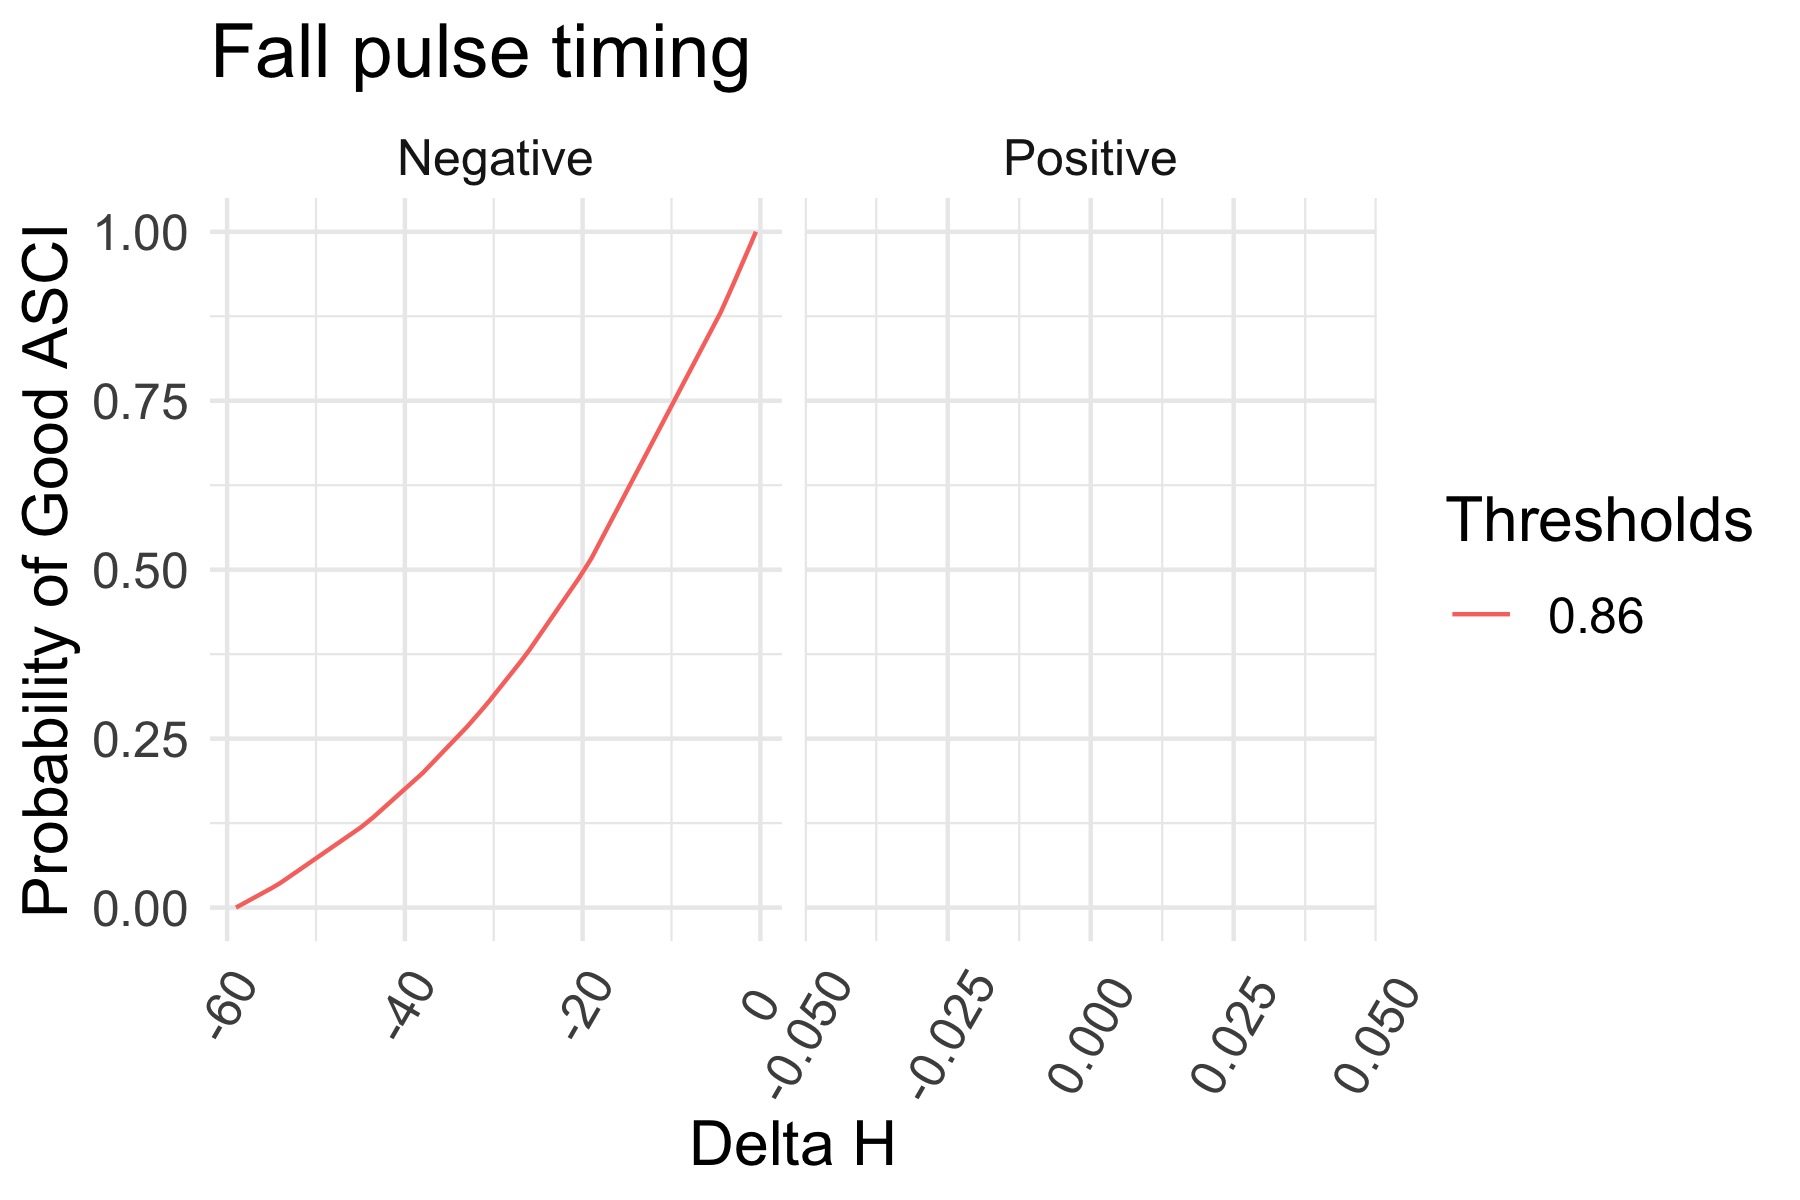 Fall pulse timing
Negative
Positive
Probability of Good ASCI
1.00
0.75
0.50
0.25
0.00
-60
-40
-20
0
-0.050
-0.025
0.000
0.025
0.050
Delta H
Thresholds
0.86